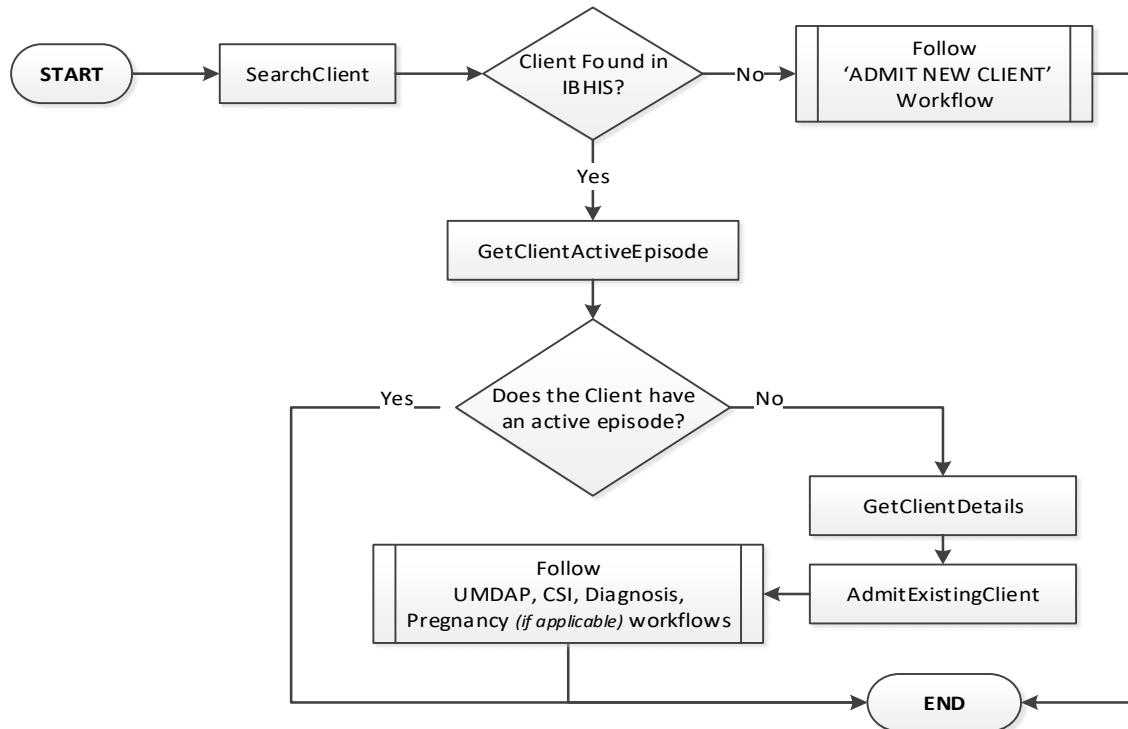 START
SearchClient
Client Found in
IBHIS?
No
Follow
‘ADMIT NEW CLIENT’
Workflow
Yes
GetClientActiveEpisode
Does the Client have
an active episode?
Yes
No
GetClientDetails
AdmitExistingClient
Follow
UMDAP, CSI, Diagnosis,
Pregnancy (if applicable) workflows
END